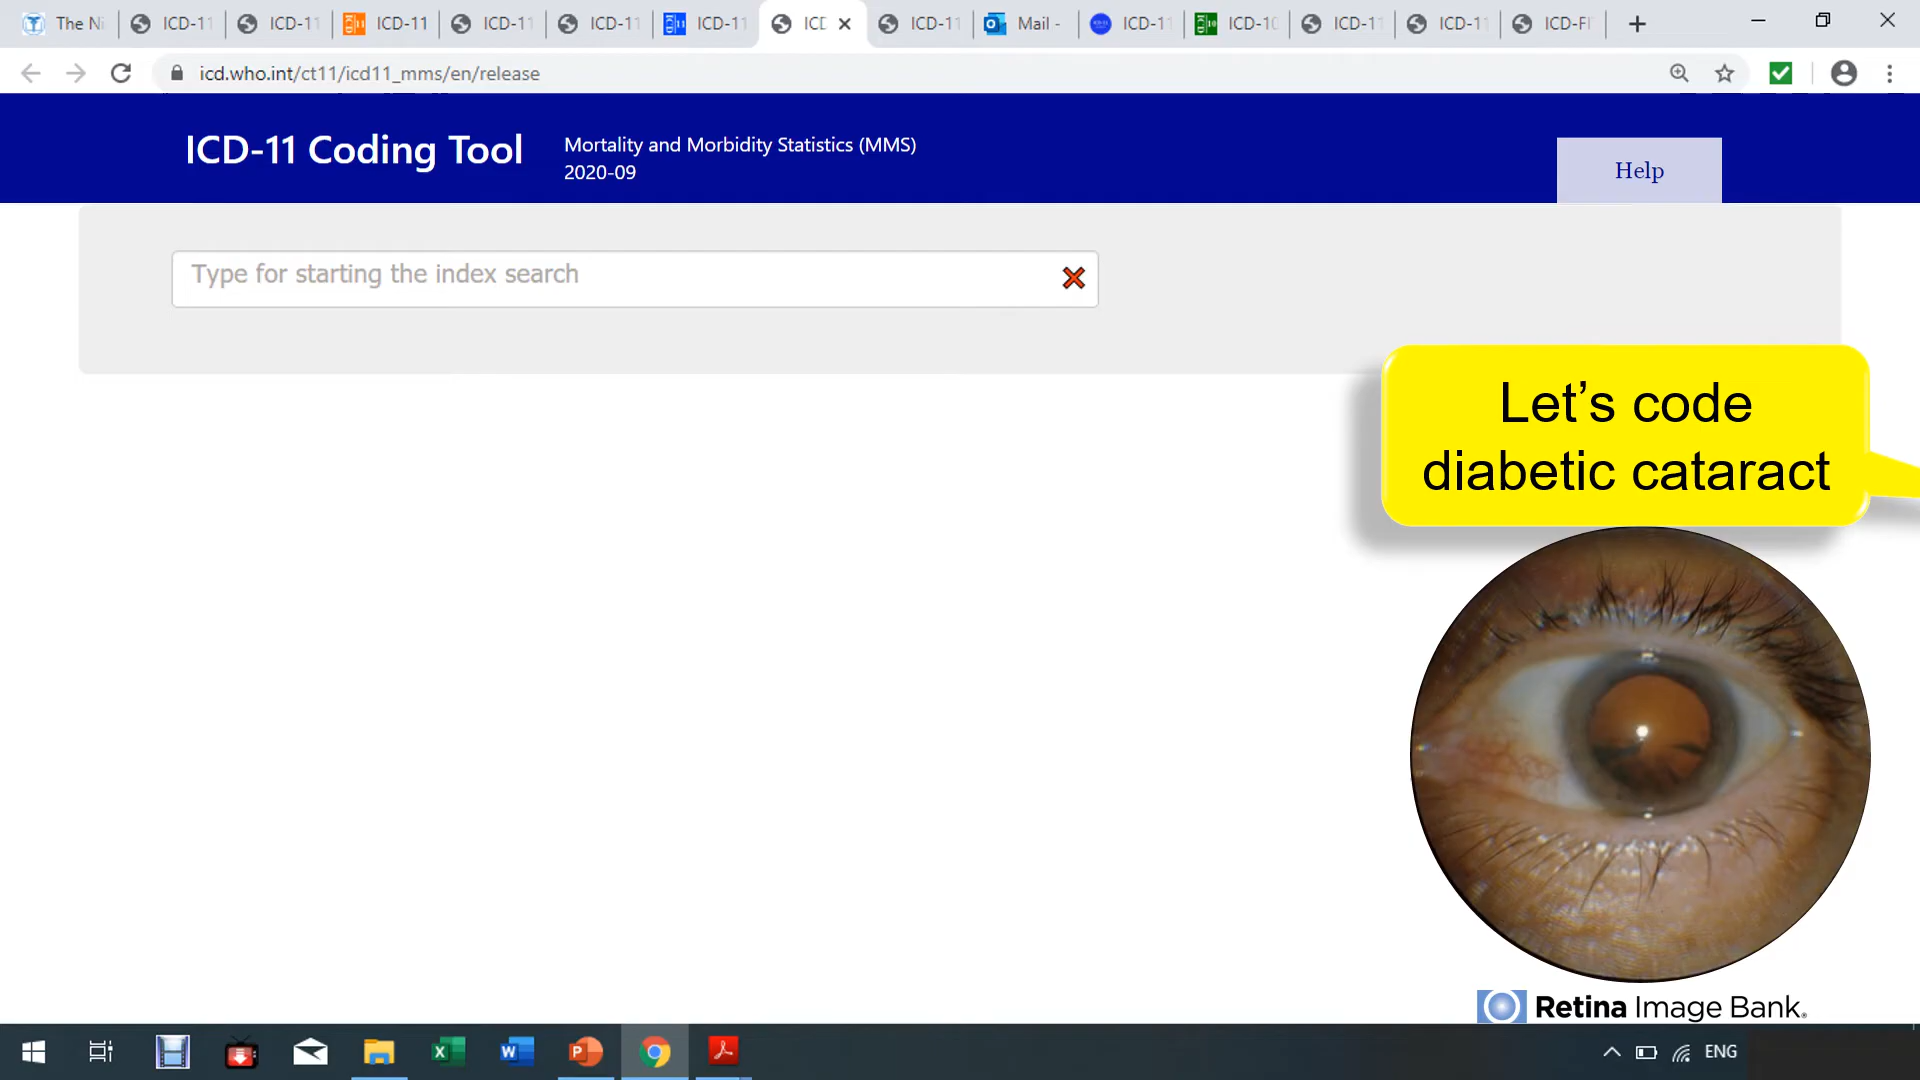 The Ni
ICD-11
ICD-11
ICD-11
ICD-11
ICD-11
ICD-11
ICD
ICD-11
Mail -
ICD-11
ICD-10
ICD-11
ICD-11
ICD-FI
icd.who.int/ct11/icd11_mms/en/release
ICD-11 Coding Tool
Mortality and Morbidity Statistics (MMS)
2020-09
Help
Type for starting the index search
Let’s code
diabetic cataract
Retina Image Bank®
ENG